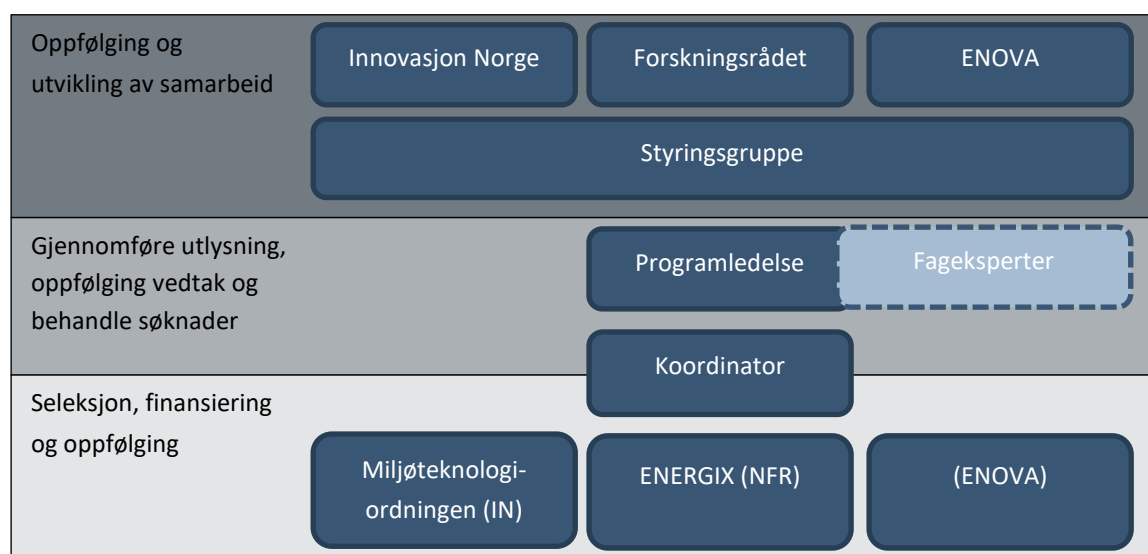 Oppfølging og
utvikling av samarbeid
Innovasjon Norge
Forskningsrådet
ENOVA
Styringsgruppe
Gjennomføre utlysning,
oppfølging vedtak og
behandle søknader
Programledelse
Fageksperter
Koordinator
Seleksjon, finansiering
og oppfølging
Miljøteknologi-
ordningen (IN)
ENERGIX (NFR)
(ENOVA)